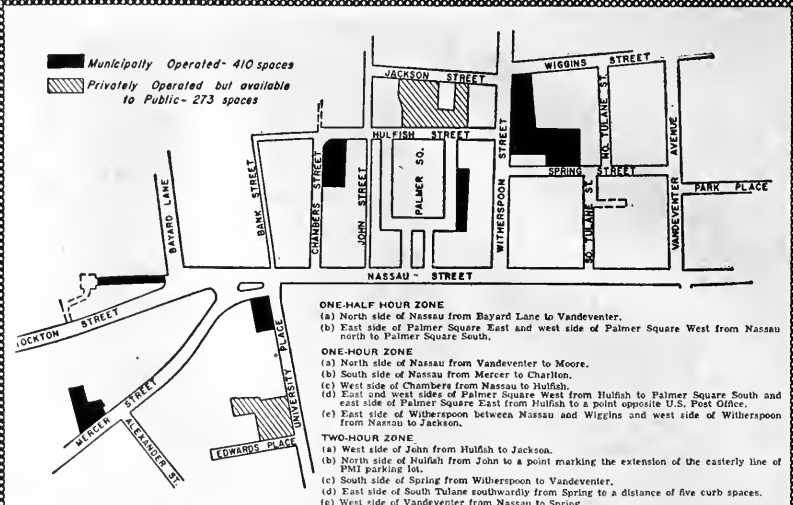 Municipally Operated- 410 spaces
Privately Operated but available
to Public- 273 spaces
JACKSON STREET
WIGGINS STREET
HULFISH STREET
NO. TULANE ST.
SPRING STREET
PARK PLACE
BAYARD LANE
BANK STREET
CHAMBERS STREET
JOHN STREET
PALMER SQ.
WITHERSPOON STREET
SO. TULANE ST.
VANDEVENTER AVENUE
NASSAU - STREET
OCKTON STREET
MERCER STREET
ALEXANDER ST.
UNIVERSITY PLACE
EDWARDS PLACE
ONE-HALF HOUR ZONE
(a) North side of Nassau from Bayard Lane to Vandeventer.
(b) East side of Palmer Square East and west side of Palmer Square West from Nassau
north to Palmer Square South.
ONE-HOUR ZONE
(a) North side of Nassau from Vandeventer to Moore.
(b) South side of Nassau from Mercer to Charlton.
(c) West side of Chambers from Nassau to Hulfish.
(d) East and west sides of Palmer Square West from Hulfish to Palmer Square South and
east side of Palmer Square East from Hulfish to a point opposite U.S. Post Office.
(e) East side of Witherspoon between Nassau and Wiggins and west side of Witherspoon
from Nassau to Jackson.
TWO-HOUR ZONE
(a) West side of John from Hulfish to Jackson.
(b) North side of Hulfish from John to a point marking the extension of the easterly line of
PMI parking lot.
(c) South side of Spring from Witherspoon to Vandeventer.
(d) East side of South Tulane southwardly from Spring to a distance of five curb spaces.
(e) West side of Vandeventer from Nassau to Spring.